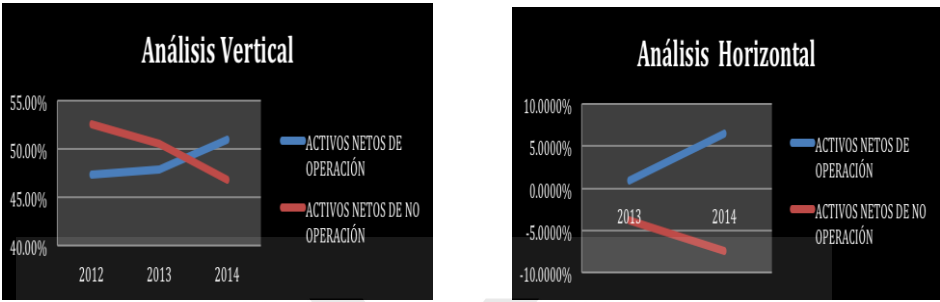 Análisis Vertical
55.00%
50.00%
45.00%
40.00%
2012 2013 2014
ACTIVOS NETOS DE
OPERACIÓN
ACTIVOS NETOS DE NO
OPERACIÓN
Análisis Horizontal
10.0000%
5.0000%
0.0000%
-5.0000%
-10.0000%
2013 2014
ACTIVOS NETOS DE
OPERACIÓN
ACTIVOS NETOS DE NO
OPERACIÓN